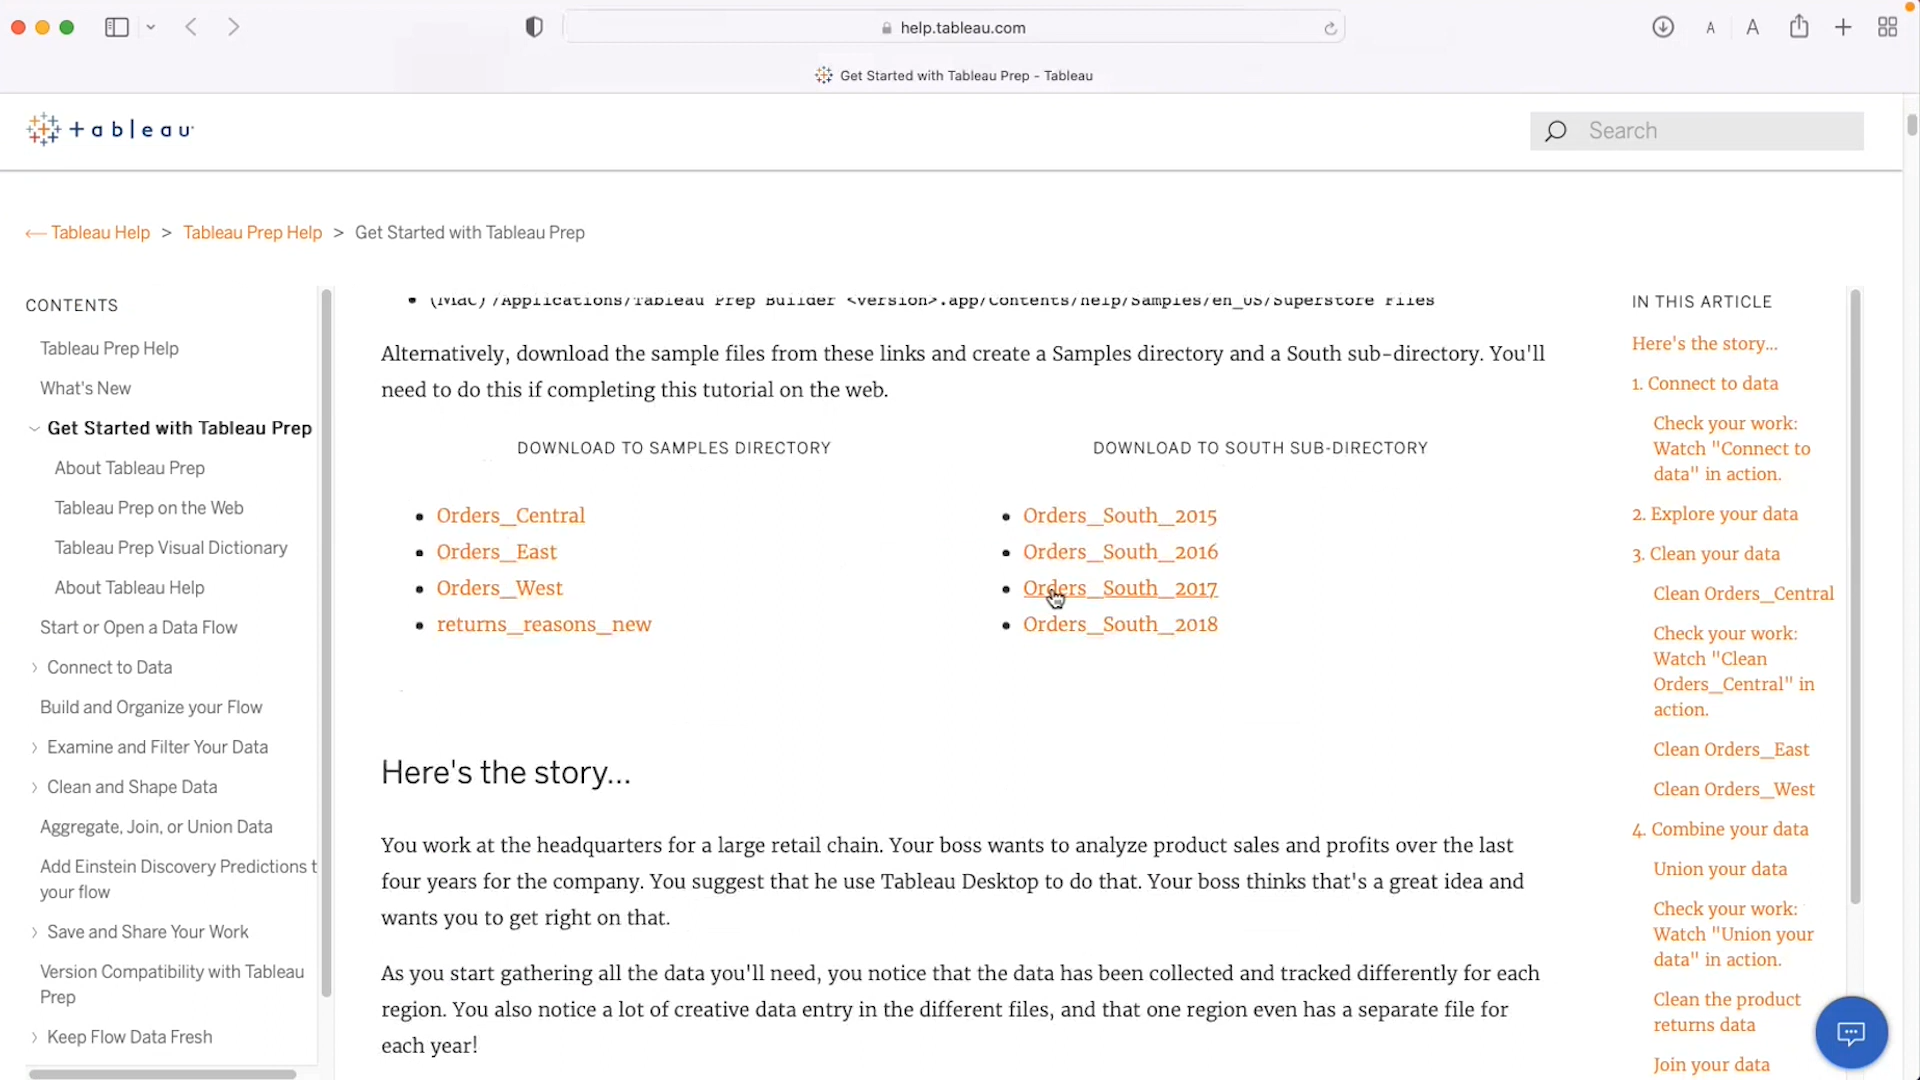 help.tableau.com
A
A
Get Started with Tableau Prep - Tableau
+ableau
Search
Tableau Help > Tableau Prep Help > Get Started with Tableau Prep
CONTENTS
Tableau Prep Help
What's New
Get Started with Tableau Prep
About Tableau Prep
Tableau Prep on the Web
Tableau Prep Visual Dictionary
About Tableau Help
Start or Open a Data Flow
Connect to Data
Build and Organize your Flow
Examine and Filter Your Data
Clean and Shape Data
Aggregate, Join, or Union Data
Add Einstein Discovery Predictions t
your flow
Save and Share Your Work
Version Compatibility with Tableau
Prep
Keep Flow Data Fresh
(Mac) /Applications/Tableau Prep Builder <version>.app/Contents/help/Samples/en_US/Superstore Files
Alternatively, download the sample files from these links and create a Samples directory and a South sub-directory. You'll
need to do this if completing this tutorial on the web.
DOWNLOAD TO SAMPLES DIRECTORY
Orders_Central
Orders_East
Orders_West
returns_reasons_new
DOWNLOAD TO SOUTH SUB-DIRECTORY
Orders_South_2015
Orders_South_2016
Orders_South_2017
Orders_South_2018
Here's the story...
You work at the headquarters for a large retail chain. Your boss wants to analyze product sales and profits over the last
four years for the company. You suggest that he use Tableau Desktop to do that. Your boss thinks that's a great idea and
wants you to get right on that.
As you start gathering all the data you'll need, you notice that the data has been collected and tracked differently for each
region. You also notice a lot of creative data entry in the different files, and that one region even has a separate file for
each year!
IN THIS ARTICLE
Here's the story...
1. Connect to data
Check your work:
Watch "Connect to
data" in action.
2. Explore your data
3. Clean your data
Clean Orders_Central
Check your work:
Watch "Clean
Orders_Central" in
action.
Clean Orders_East
Clean Orders_West
4. Combine your data
Union your data
Check your work:
Watch "Union your
data" in action.
Clean the product
returns data
Join your data